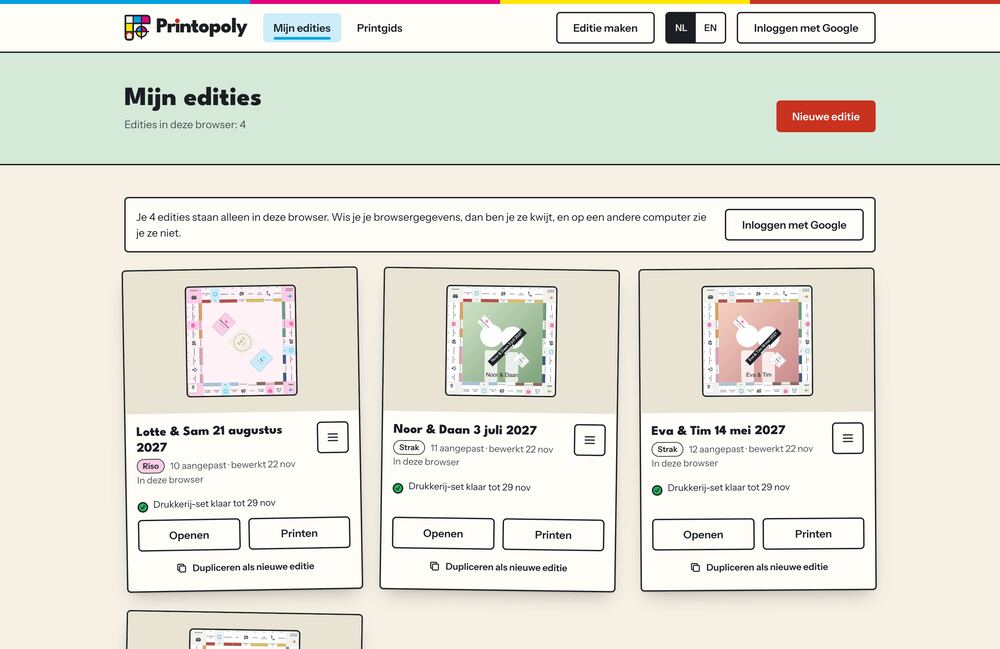 Printopoly
Mijn edities
Printgids
Editie maken
NL
EN
Inloggen met Google
Mijn edities
Edities in deze browser: 4
Nieuwe editie
Je 4 edities staan alleen in deze browser. Wis je je browsergegevens, dan ben je ze kwijt, en op een andere computer zie
je ze niet.
Inloggen met Google
Noor & Daan
Eva & Tim
Lotte & Sam 21 augustus
2027
Riso 10 aangepast · bewerkt 22 nov
In deze browser
Drukkerij-set klaar tot 29 nov
Openen
Printen
Dupliceren als nieuwe editie
Noor & Daan 3 juli 2027
Strak 11 aangepast · bewerkt 22 nov
In deze browser
Drukkerij-set klaar tot 29 nov
Openen
Printen
Dupliceren als nieuwe editie
Eva & Tim 14 mei 2027
Strak 12 aangepast · bewerkt 22 nov
In deze browser
Drukkerij-set klaar tot 29 nov
Openen
Printen
Dupliceren als nieuwe editie